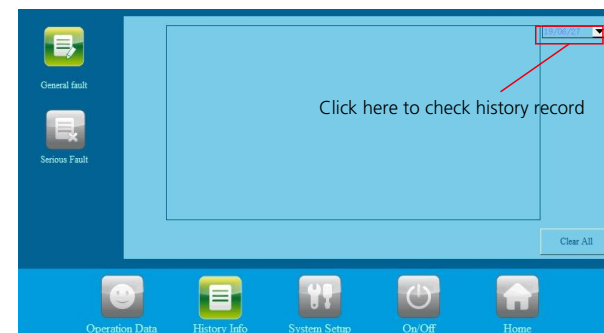 19/06/27
General fault
Click here to check history record
Serious Fault
Clear All
Operation Data
History Info
System Setup
On/Off
Home